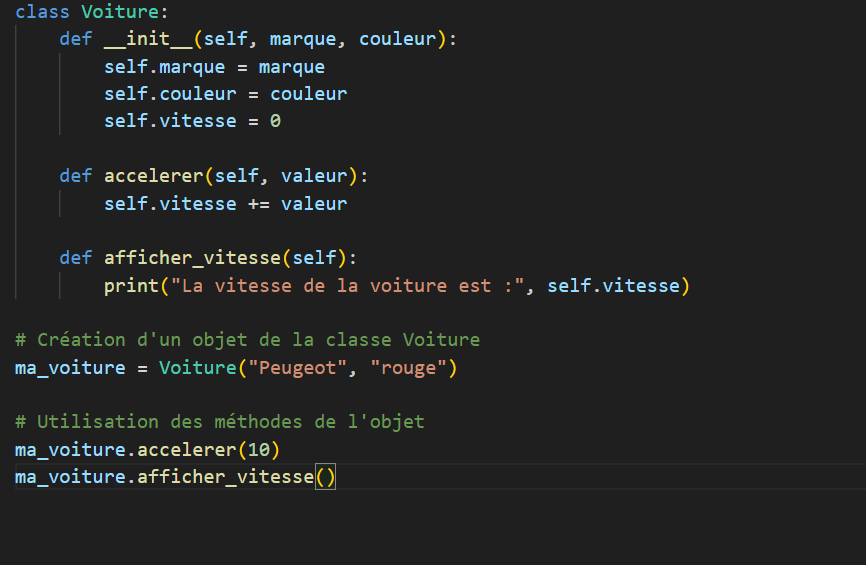 class Voiture:
    def __init__(self, marque, couleur):
        self.marque = marque
        self.couleur = couleur
        self.vitesse = 0

    def accelerer(self, valeur):
        self.vitesse += valeur

    def afficher_vitesse(self):
        print("La vitesse de la voiture est :", self.vitesse)

# Création d'un objet de la classe Voiture
ma_voiture = Voiture("Peugeot", "rouge")

# Utilisation des méthodes de l'objet
ma_voiture.accelerer(10)
ma_voiture.afficher_vitesse()